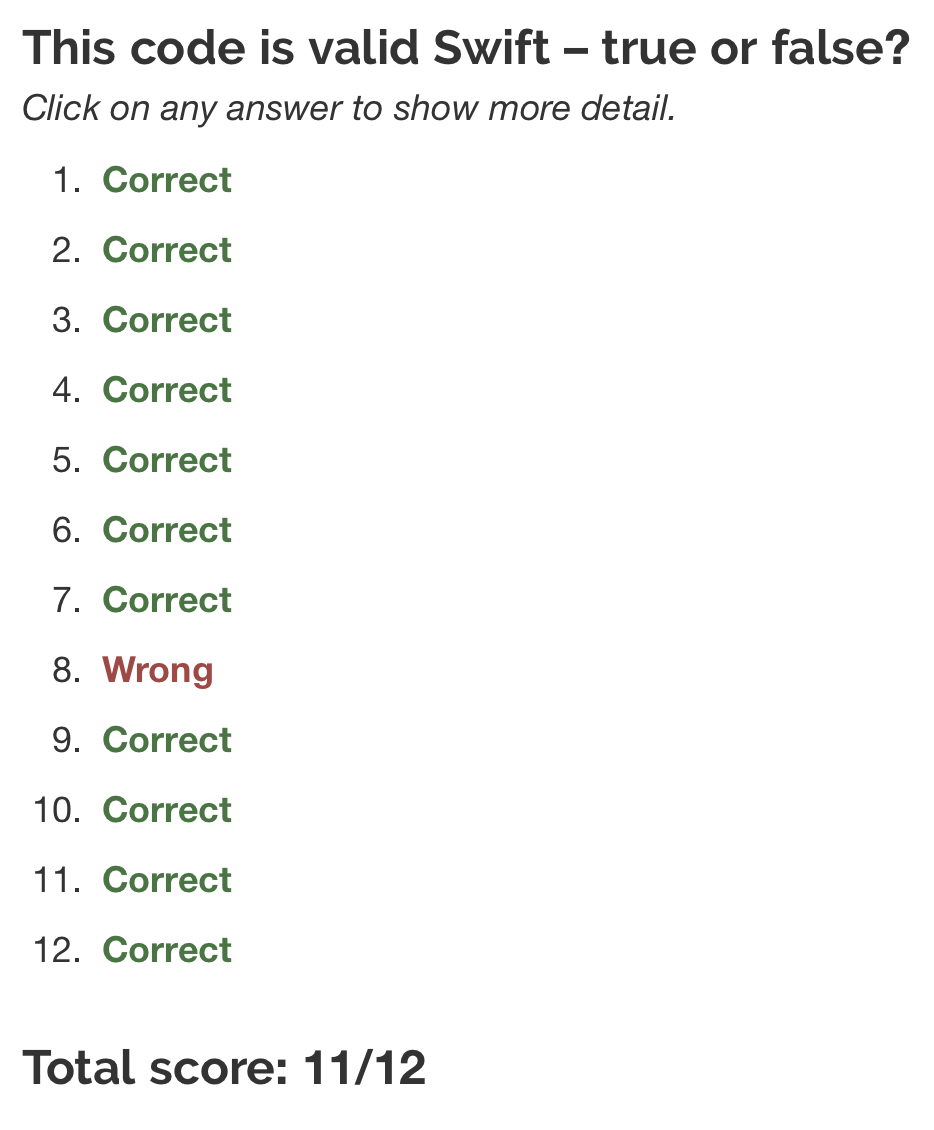 This code is valid Swift – true or false?
Click on any answer to show more detail.
1. Correct
2. Correct
3. Correct
4. Correct
5. Correct
6. Correct
7. Correct
8. Wrong
9. Correct
10. Correct
11. Correct
12. Correct
Total score: 11/12